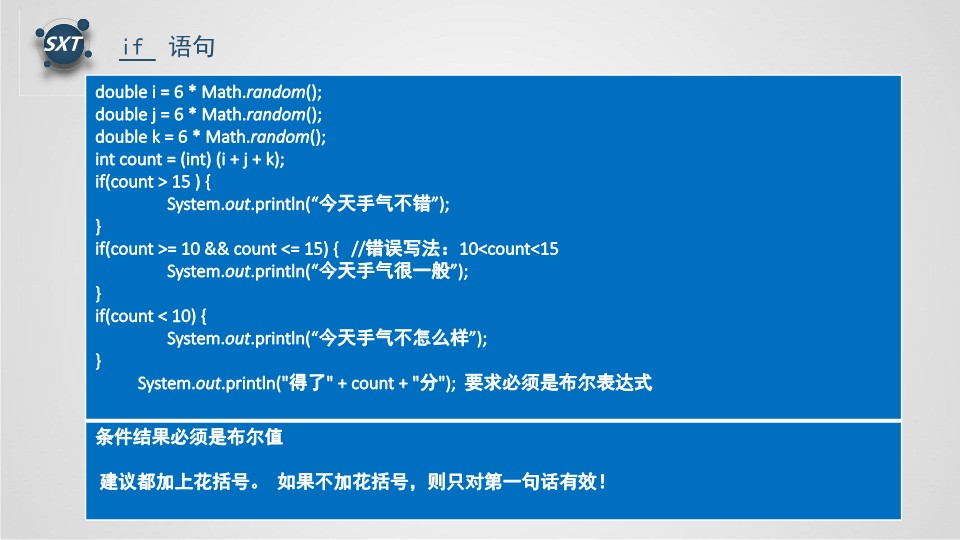 SXT
if 语句
double i = 6 * Math.random();
double j = 6 * Math.random();
double k = 6 * Math.random();
int count = (int) (i + j + k);
if(count > 15 ) {
System.out.println(“今天手气不错”);
}
if(count >= 10 && count <= 15) { //错误写法：10<count<15
System.out.println(“今天手气很一般”);
}
if(count < 10) {
System.out.println(“今天手气不怎么样”);
}
System.out.println("得了" + count + "分"); 要求必须是布尔表达式
条件结果必须是布尔值
建议都加上花括号。 如果不加花括号，则只对第一句话有效！